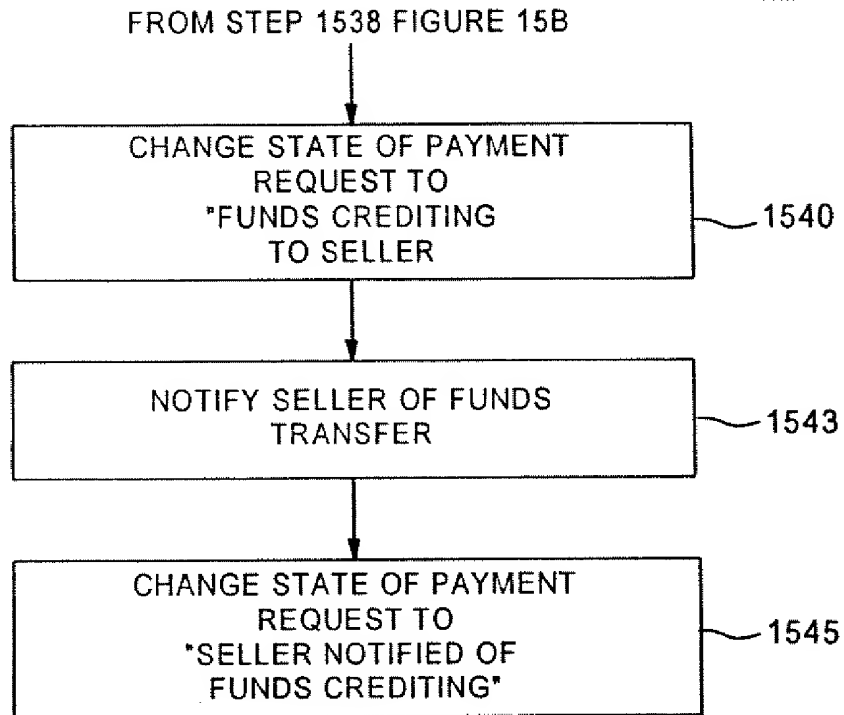 FROM STEP 1538 FIGURE 15B
CHANGE STATE OF PAYMENT
REQUEST TO
"FUNDS CREDITING
TO SELLER
1540
NOTIFY SELLER OF FUNDS
TRANSFER
1543
CHANGE STATE OF PAYMENT
REQUEST TO
"SELLER NOTIFIED OF
FUNDS CREDITING"
1545